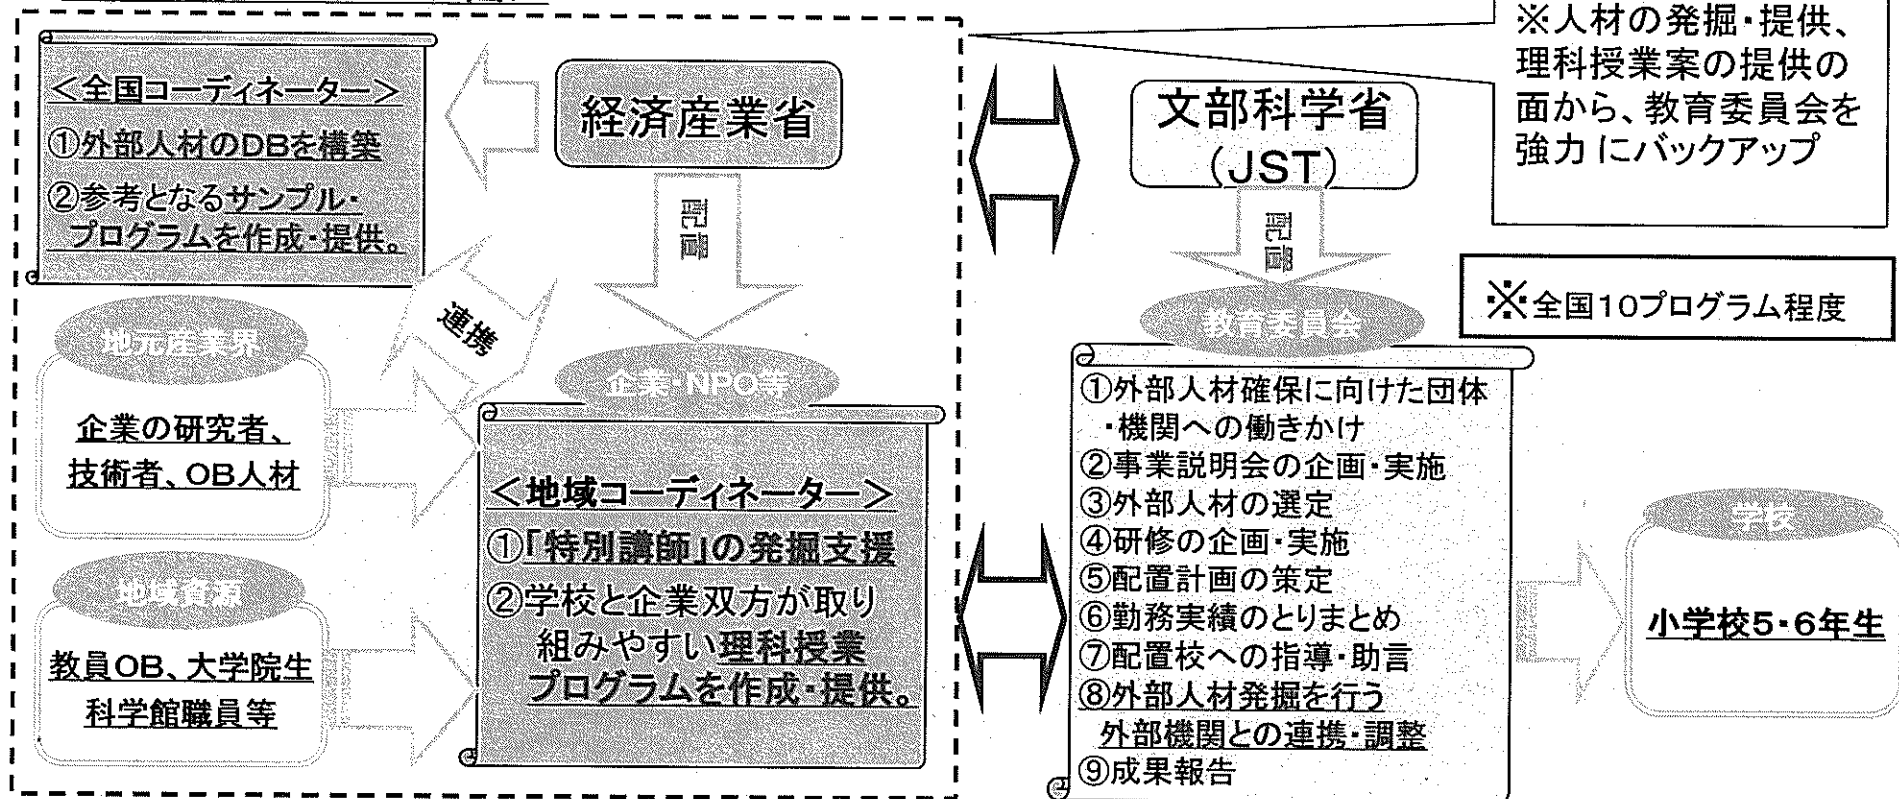 ※人材の発掘・提供、
理科授業案の提供の
面から、教育委員会を
強力にバックアップ
<全国コーディネーター>
①外部人材のDBを構築
②参考となるサンプル・
プログラムを作成・提供。
経済産業省
文部科学省
(JST)
配置
配置
連携
※全国10プログラム程度
地元産業界
企業の研究者、
技術者、OB人材
地域資源
教員OB、大学院生
科学館職員等
企業・NPO等
<地域コーディネーター>
①「特別講師」の発掘支援
②学校と企業双方が取り
組みやすい理科授業
プログラムを作成・提供。
教育委員会
①外部人材確保に向けた団体
・機関への働きかけ
②事業説明会の企画・実施
③外部人材の選定
④研修の企画・実施
⑤配置計画の策定
⑥勤務実績のとりまとめ
⑦配置校への指導・助言
⑧外部人材発掘を行う
外部機関との連携・調整
⑨成果報告
学校
小学校5・6年生